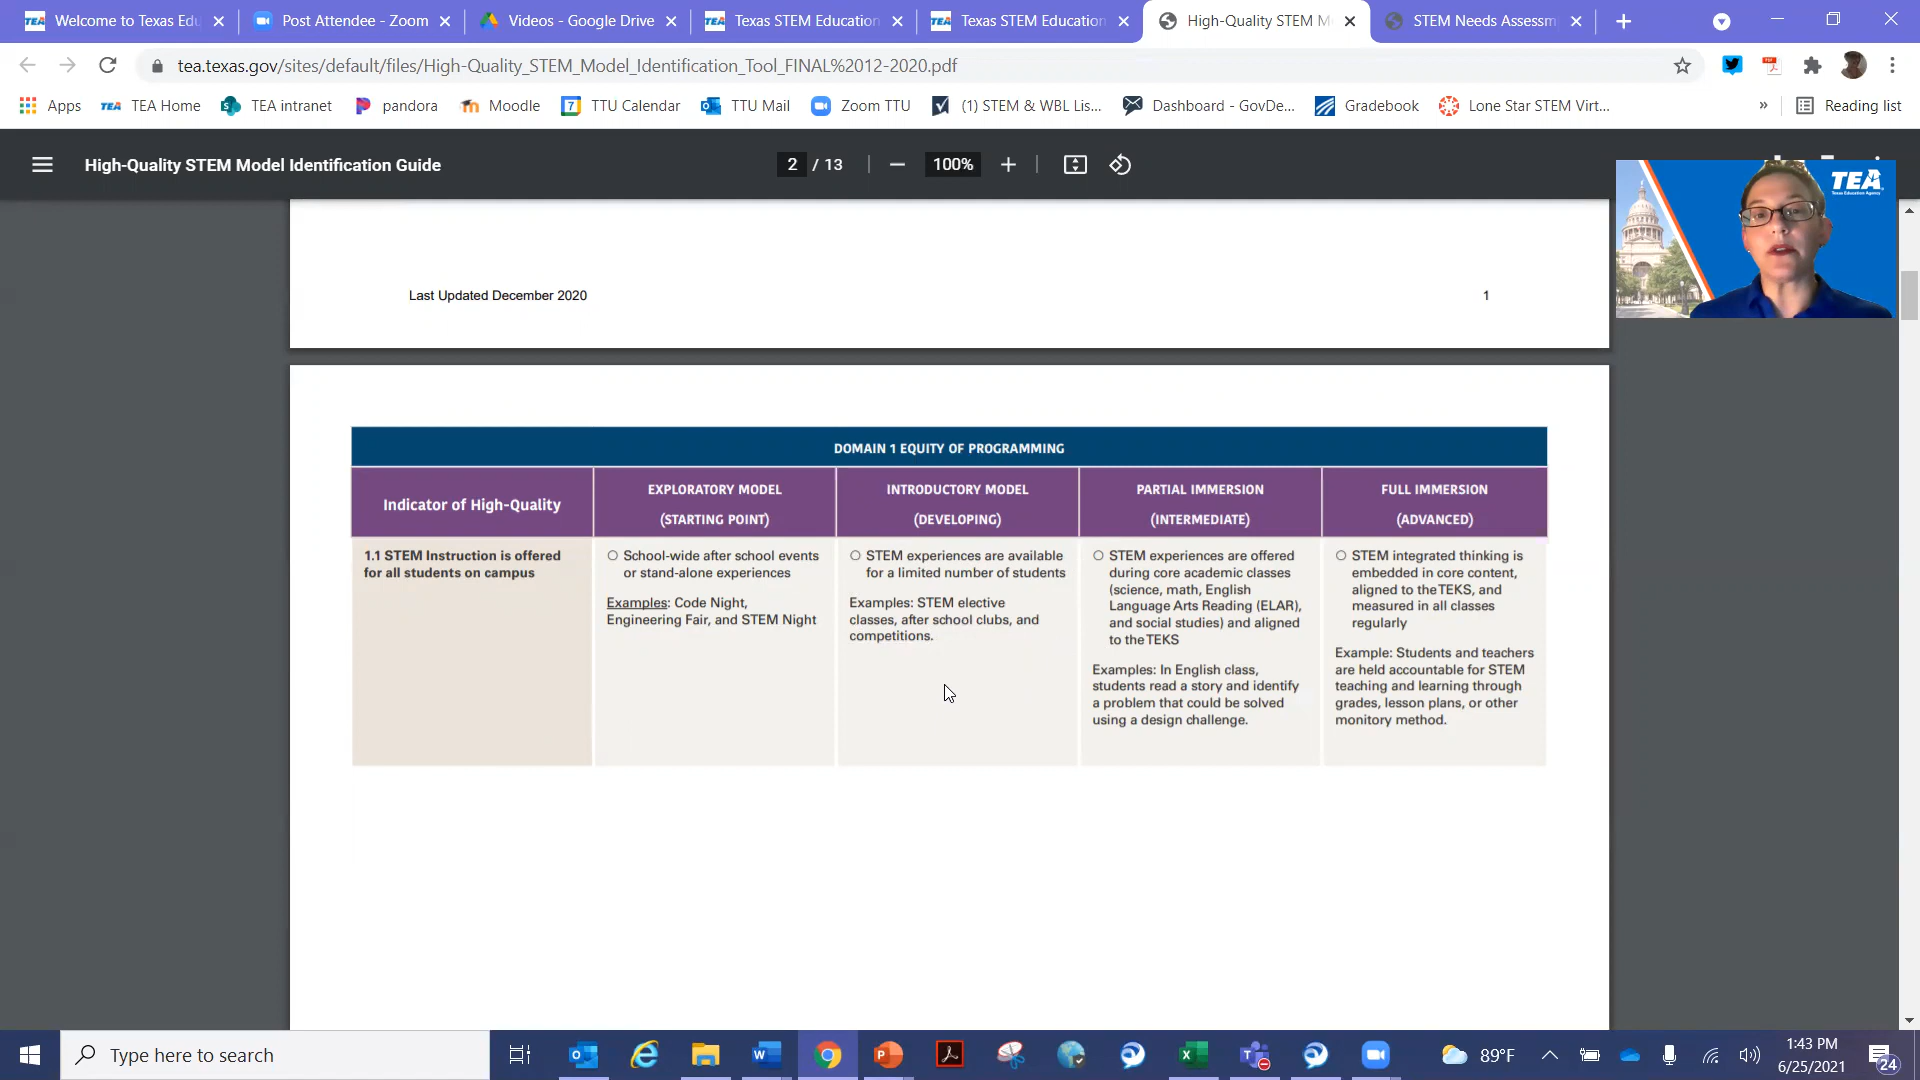 Welcome to Texas Edu
Post Attendee - Zoom
Videos - Google Drive
Texas STEM Education
Texas STEM Education
High-Quality STEM M
STEM Needs Assessm
tea.texas.gov/sites/default/files/High-Quality_STEM_Model_Identification_Tool_FINAL%2012-2020.pdf
Apps
TEA Home
TEA intranet
pandora
Moodle
TTU Calendar
TTU Mail
Zoom TTU
(1) STEM & WBL Lis...
Dashboard - GovDe...
Gradebook
Lone Star STEM Virt...
»
Reading list
High-Quality STEM Model Identification Guide
2 / 13
100%
TEA
Texas Education Agency
Last Updated December 2020
1
DOMAIN 1 EQUITY OF PROGRAMMING
Indicator of High-Quality
EXPLORATORY MODEL
(STARTING POINT)
INTRODUCTORY MODEL
(DEVELOPING)
PARTIAL IMMERSION
(INTERMEDIATE)
FULL IMMERSION
(ADVANCED)
1.1 STEM Instruction is offered
for all students on campus
School-wide after school events
or stand-alone experiences
Examples: Code Night,
Engineering Fair, and STEM Night
STEM experiences are available
for a limited number of students
Examples: STEM elective
classes, after school clubs, and
competitions.
STEM experiences are offered
during core academic classes
(science, math, English
Language Arts Reading (ELAR),
and social studies) and aligned
to the TEKS
Examples: In English class,
students read a story and identify
a problem that could be solved
using a design challenge.
STEM integrated thinking is
embedded in core content,
aligned to the TEKS, and
measured in all classes
regularly
Example: Students and teachers
are held accountable for STEM
teaching and learning through
grades, lesson plans, or other
monitory method.
Type here to search
89°F
1:43 PM
6/25/2021
24